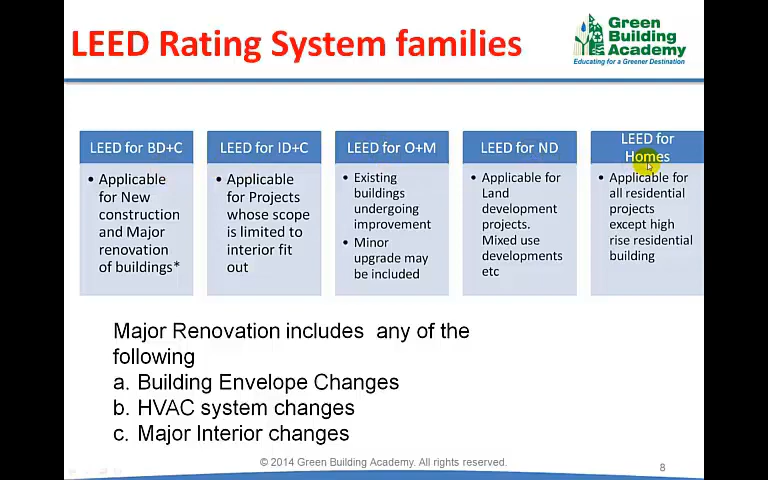 LEED Rating System families
Green
Building
Academy
Educating for a Greener Destination
LEED for BD+C
• Applicable
for New
construction
and Major
renovation
of buildings*
LEED for ID+C
• Applicable
for Projects
whose scope
is limited to
interior fit
out
LEED for O+M
• Existing
buildings
undergoing
improvement
• Minor
upgrade may
be included
LEED for ND
• Applicable for
Land
development
projects.
Mixed use
developments
etc
LEED for
Homes
• Applicable for
all residential
projects
except high
rise residential
building
Major Renovation includes any of the
following
a. Building Envelope Changes
b. HVAC system changes
c. Major Interior changes
© 2014 Green Building Academy. All rights reserved.
8